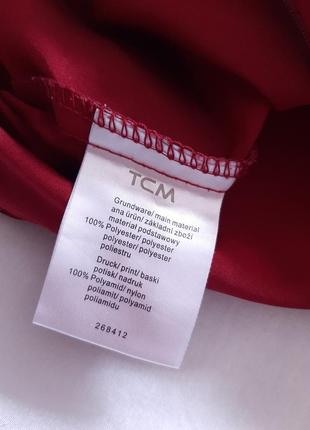 TCM
Grundware/ main material
ana ürün/ základní zboží
materiał podstawowy
100% Polyester/ polyester
polyester/ polyester
poliestru
Druck/ print/ baskı
potisk/ nadruk
100% Polyamid/ nylon
poliamid/ polyamid
poliamidu
268412